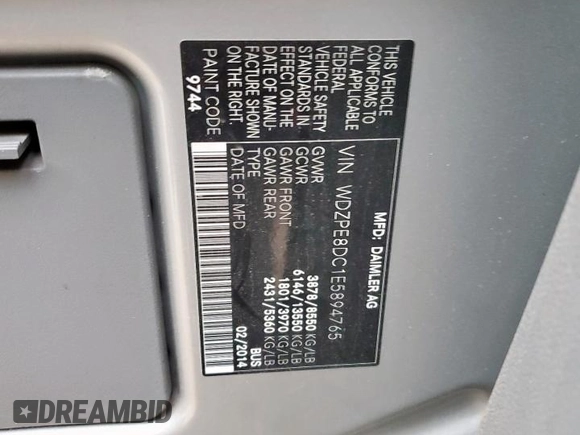 MFD: DAIMLER AG
VIN WDZPE8DC1E5894765
GVWR 3878/8550 KG/LB
GCWR 6146/13550 KG/LB
GAWR FRONT 1801/3970 KG/LB
GAWR REAR 2431/5360 KG/LB
TYPE BUS
DATE OF MFD 02/2014
THIS VEHICLE
CONFORMS TO
ALL APPLICABLE
FEDERAL
VEHICLE SAFETY
STANDARDS IN
EFFECT ON THE
DATE OF MANU-
FACTURE SHOWN
ON THE RIGHT
PAINT CODE
9744
DREAMBID